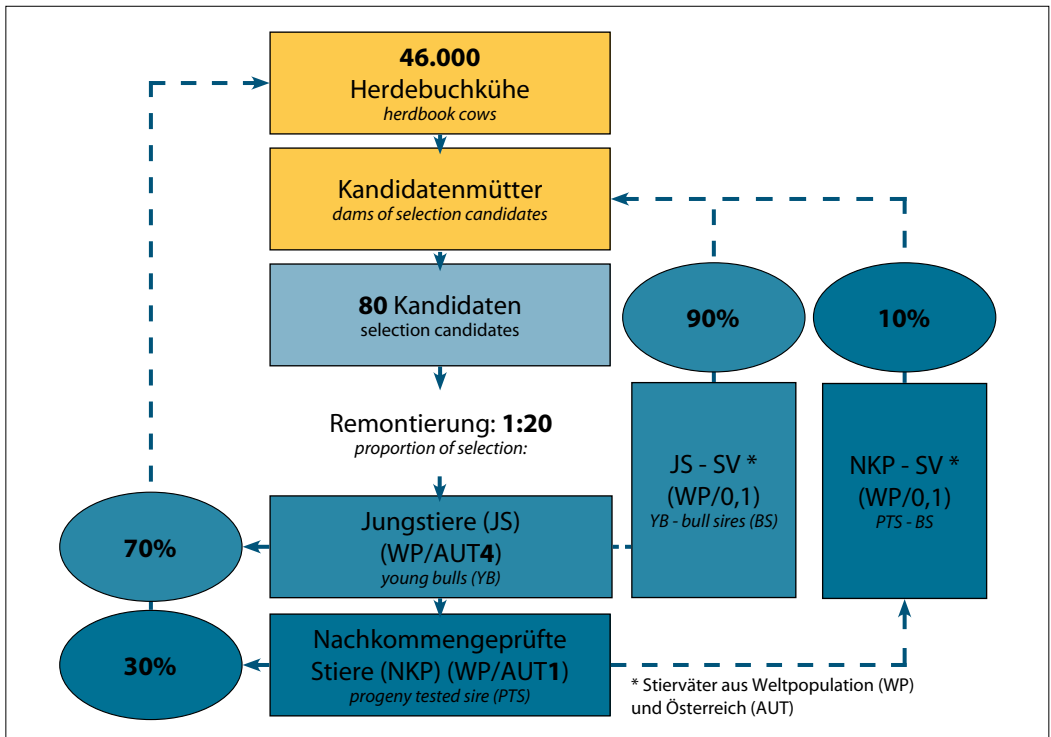 46.000
Herdebuchkühe
herdbook cows
Kandidatenmütter
dams of selection candidates
80 Kandidaten
selection candidates
90%
10%
Remontierung: 1:20
proportion of selection:
JS - SV *
(WP/0,1)
YB - bull sires (BS)
NKP - SV *
(WP/0,1)
PTS - BS
70%
Jungstiere (JS)
(WP/AUT4)
young bulls (YB)
30%
Nachkommengeprüfte
Stiere (NKP) (WP/AUT1)
progeny tested sire (PTS)
* Stierväter aus Weltpopulation (WP)
und Österreich (AUT)